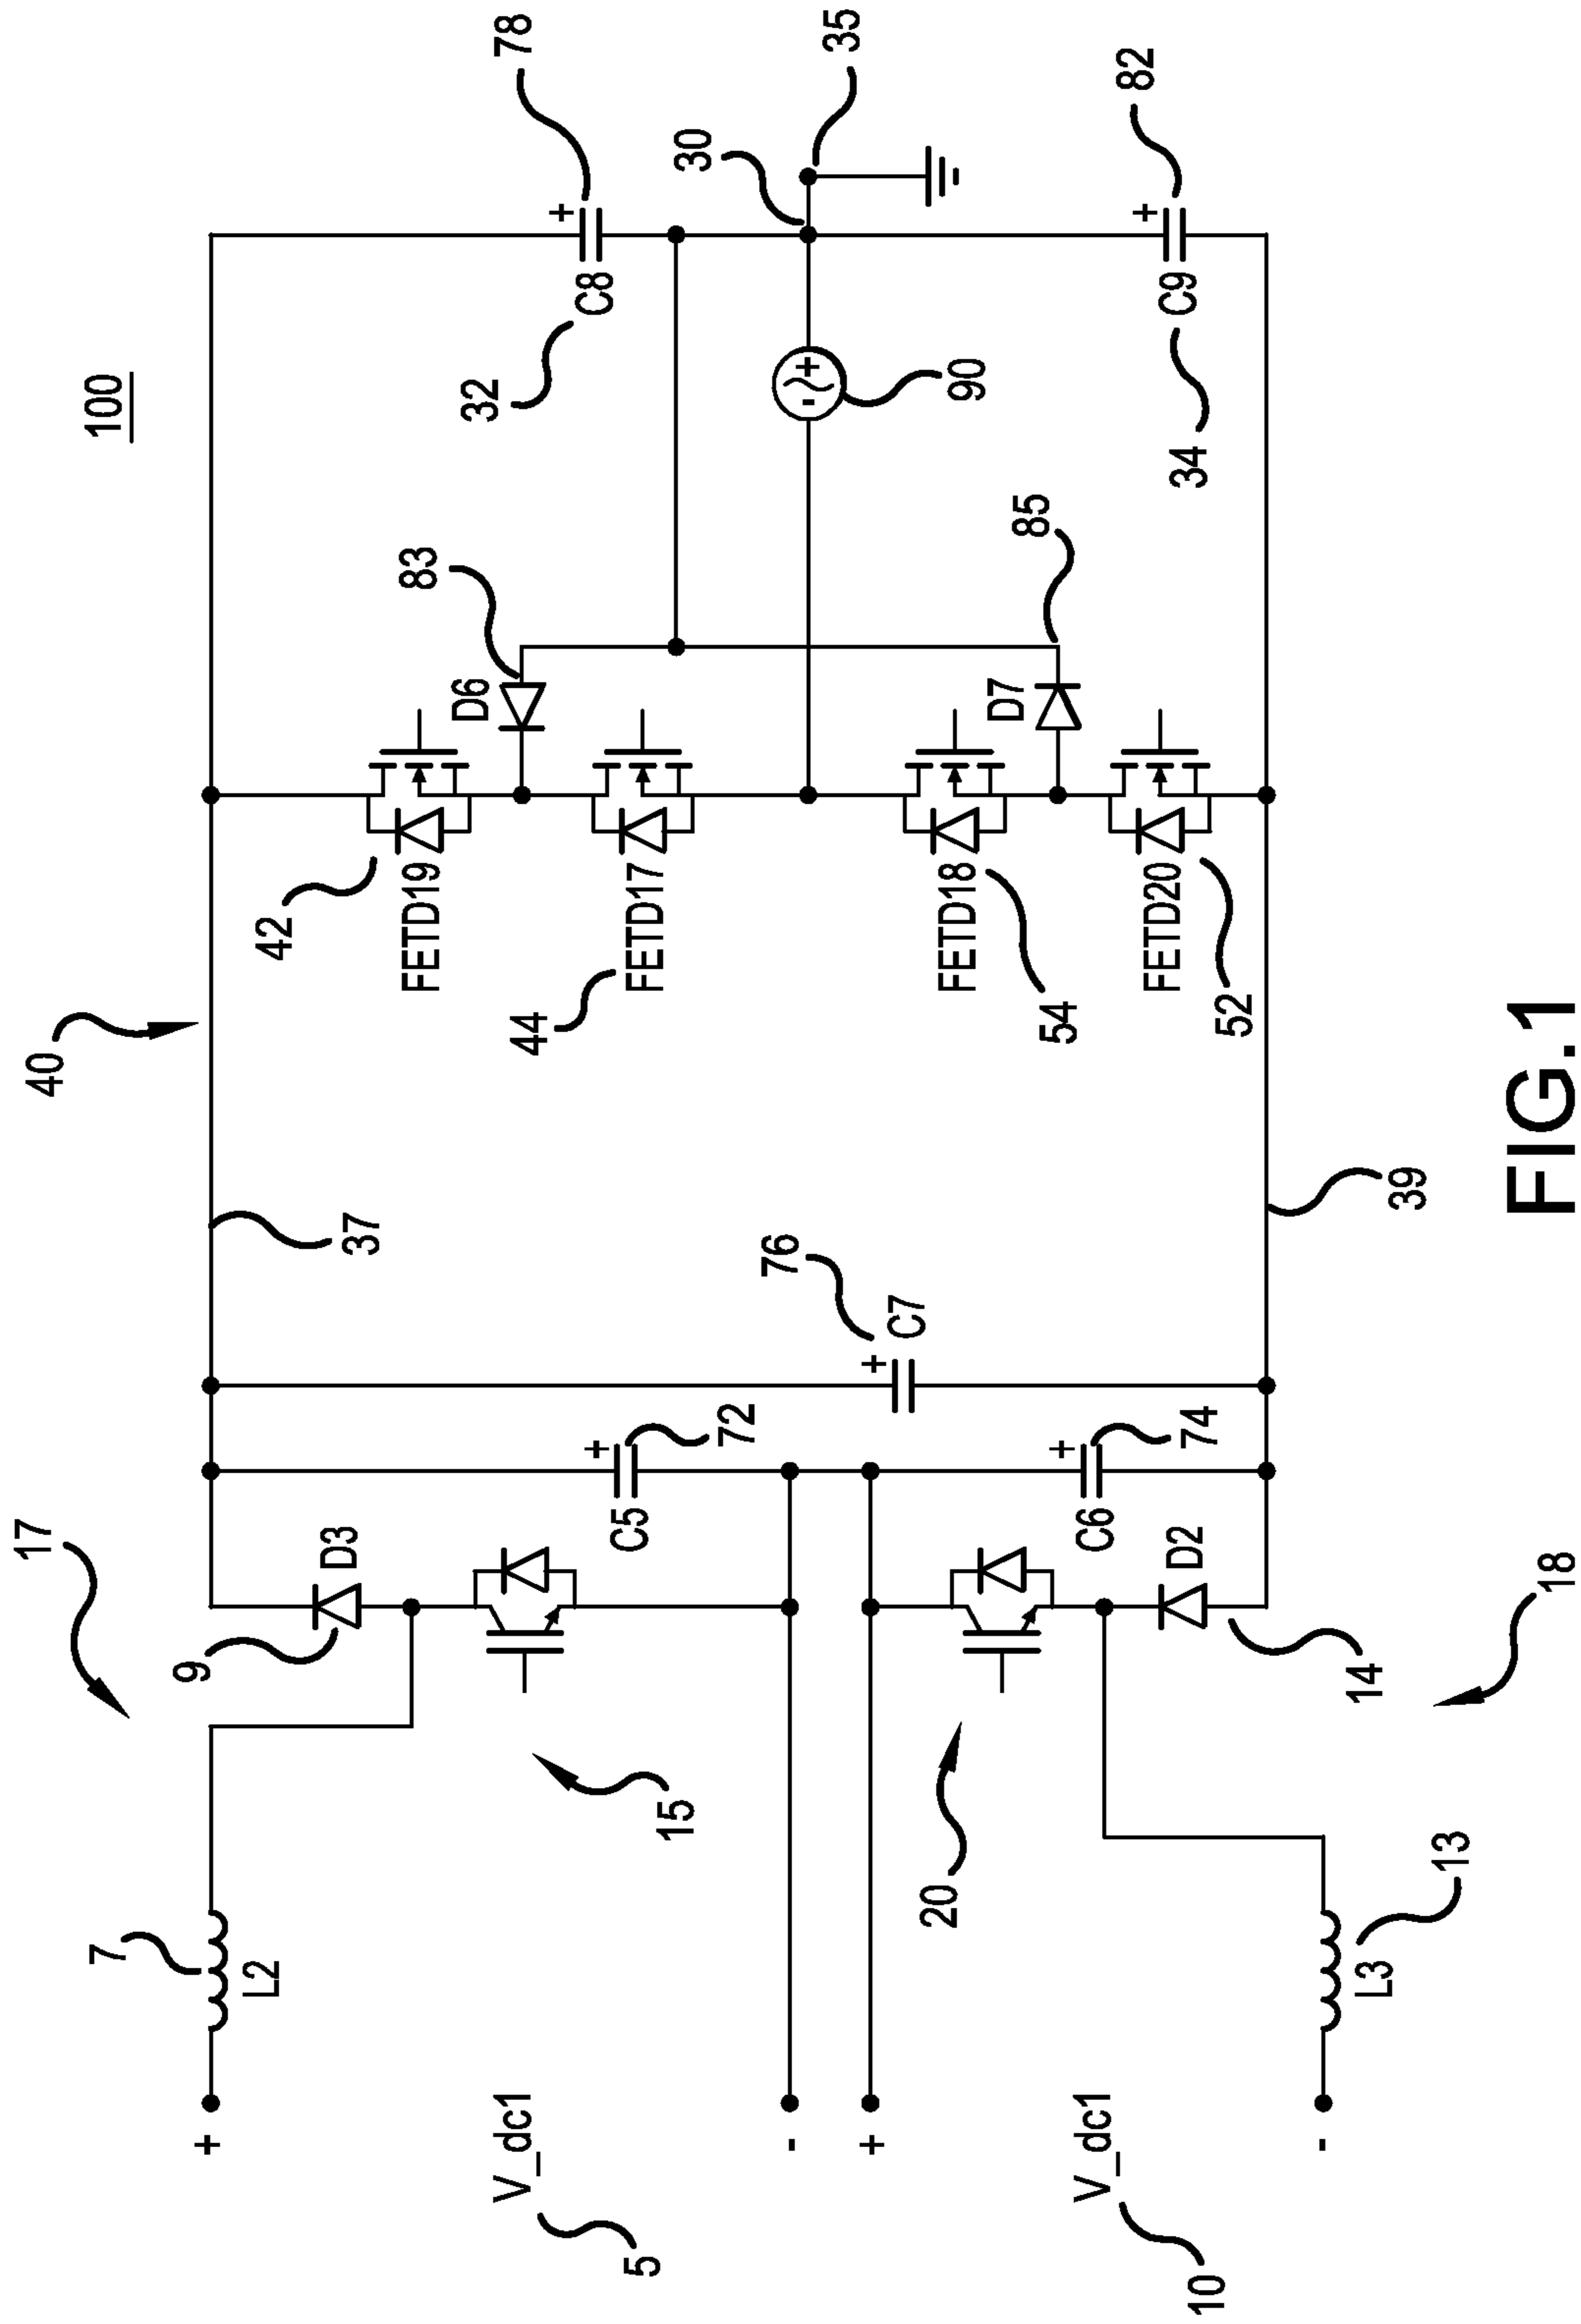 100
17
40
7
L2
9
D3
37
42
FETD19
D6
83
32
C8
+
78
+
V_dc1
5
15
C5
+
72
76
+
C7
44
FETD17
30
35
-
+
-
+
90
20
C6
+
74
54
FETD18
D7
85
C9
+
82
34
V_dc1
10
-
L3
13
14
D2
18
39
FETD20
52
FIG.1